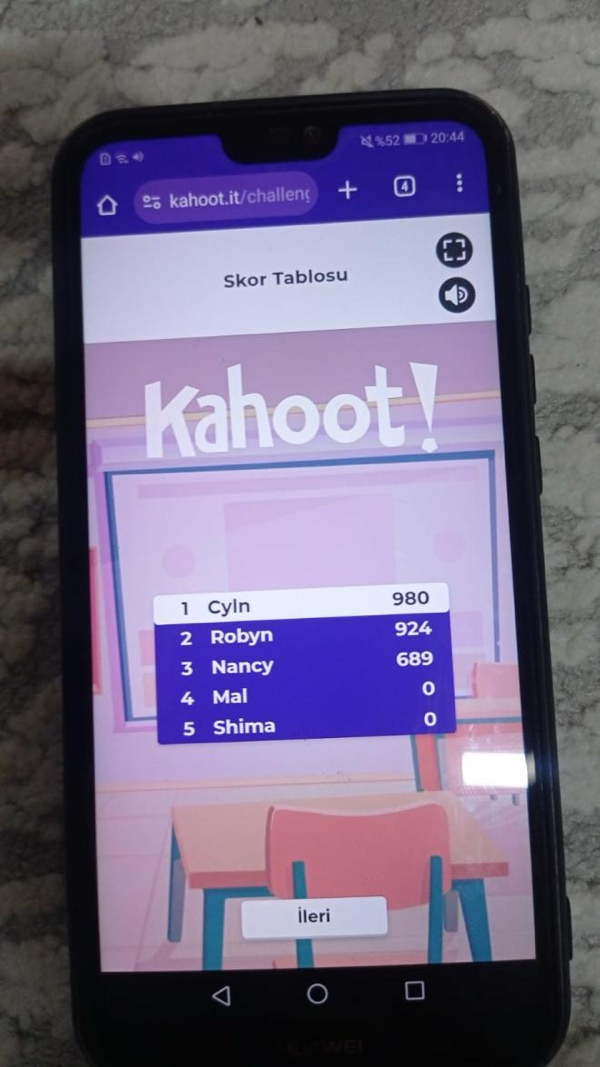 %52 20:44
kahoot.it/challeng
4
Skor Tablosu
Kahoot!
1 Cyln 980
2 Robyn 924
3 Nancy 689
4 Mal 0
5 Shima 0
İleri
HUAWEI